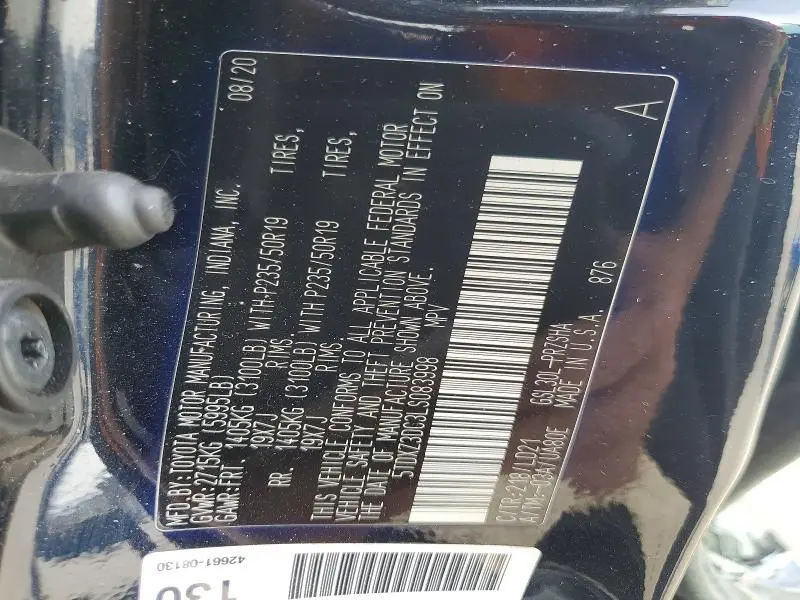 MFD.BY:TOYOTA MOTOR MANUFACTURING, INDIANA, INC. 08/20
GVWR:2715KG (5995LB)
GAWR:FRT. 1405KG (3100LB) WITH P235/50R19 TIRES,
19X7J RIMS.
RR. 1405KG (3100LB) WITH P235/50R19 TIRES,
19X7J RIMS.
THIS VEHICLE CONFORMS TO ALL APPLICABLE FEDERAL MOTOR
VEHICLE SAFETY AND THEFT PREVENTION STANDARDS IN EFFECT ON
THE DATE OF MANUFACTURE SHOWN ABOVE.
5TDKZ3DC3LS083898 MPV
C/TR:218/LD21 GSL30L-PRZSHA
A/TM:-03A/UA80E MADE IN U.S.A. 876 A
42661-08130
130